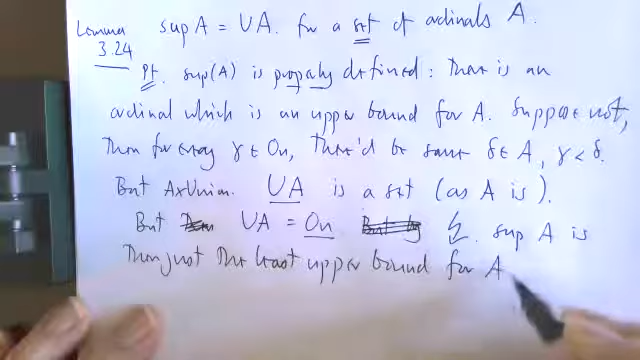 Lemma 3.24 sup A = ∪A. for a set of ordinals A.
Pf. sup(A) is properly defined: There is an
ordinal which is an upper bound for A. Suppose not,
Then for every γ ∈ On, There'd be some δ ∈ A, γ < δ.
But AxUnion. ∪A is a set (as A is).
But ∪A = On ↯. sup A is
Then just the least upper bound for A